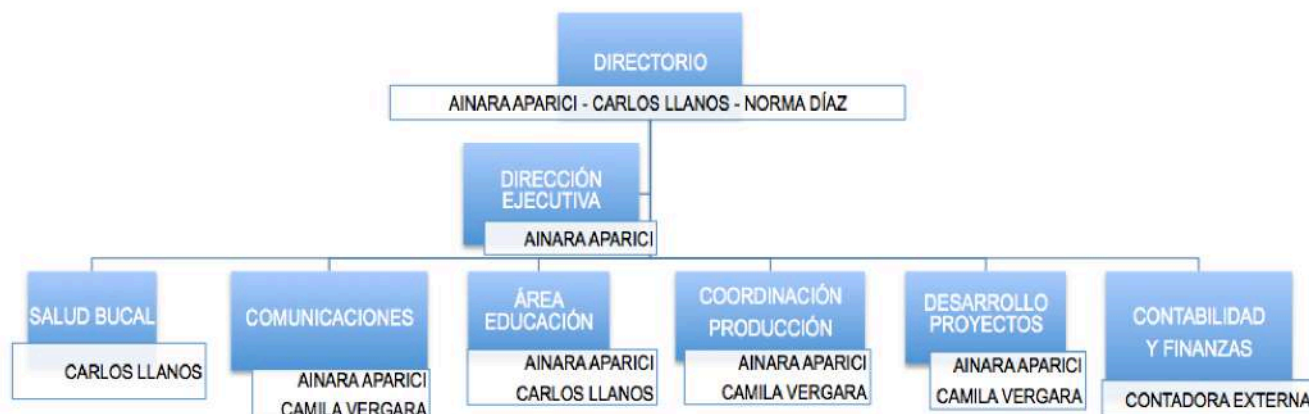 DIRECTORIO
AINARA APARICI - CARLOS LLANOS - NORMA DÍAZ
DIRECCIÓN
EJECUTIVA
AINARA APARICI
SALUD BUCAL
CARLOS LLANOS
COMUNICACIONES
AINARA APARICI
CAMILA VERGARA
ÁREA
EDUCACIÓN
AINARA APARICI
CARLOS LLANOS
COORDINACIÓN
PRODUCCIÓN
AINARA APARICI
CAMILA VERGARA
DESARROLLO
PROYECTOS
AINARA APARICI
CAMILA VERGARA
CONTABILIDAD
Y FINANZAS
CONTADORA EXTERNA